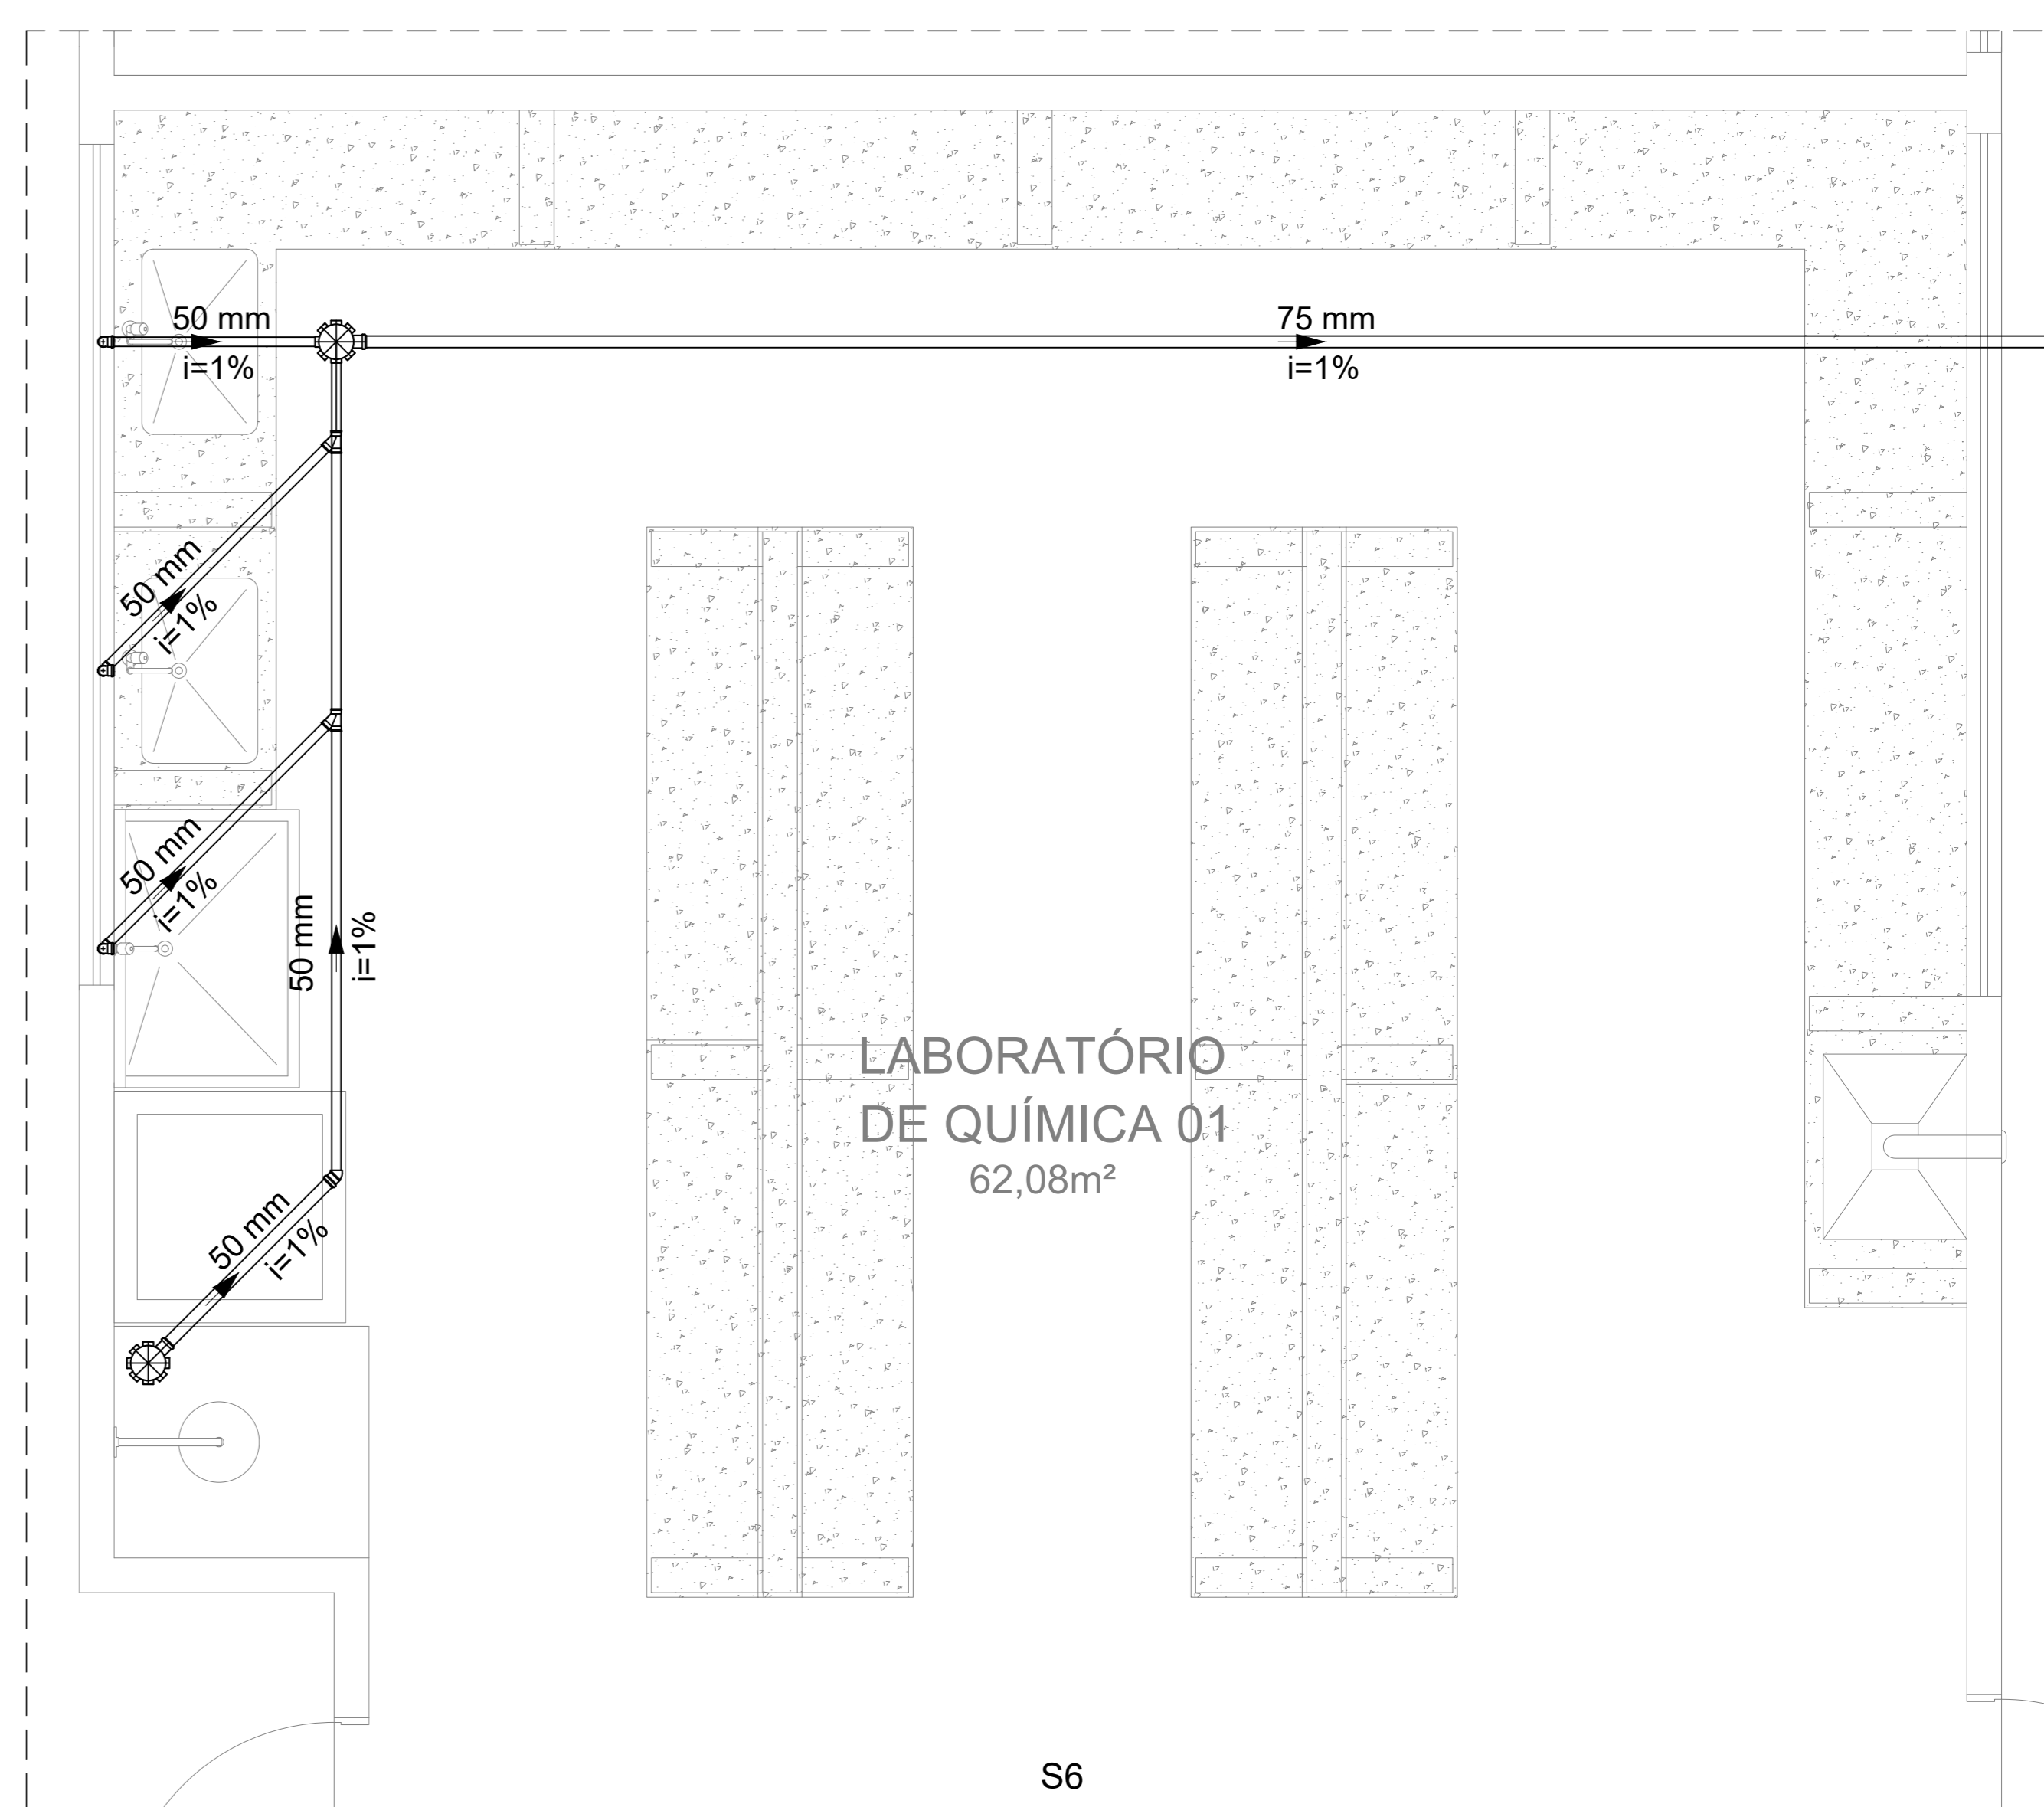 50 mm
i=1%
75 mm
i=1%
50 mm
i=1%
50 mm
i=1%
50 mm
i=1%
LABORATÓRIO
DE QUÍMICA 01
62,08m²
50 mm
i=1%
S6